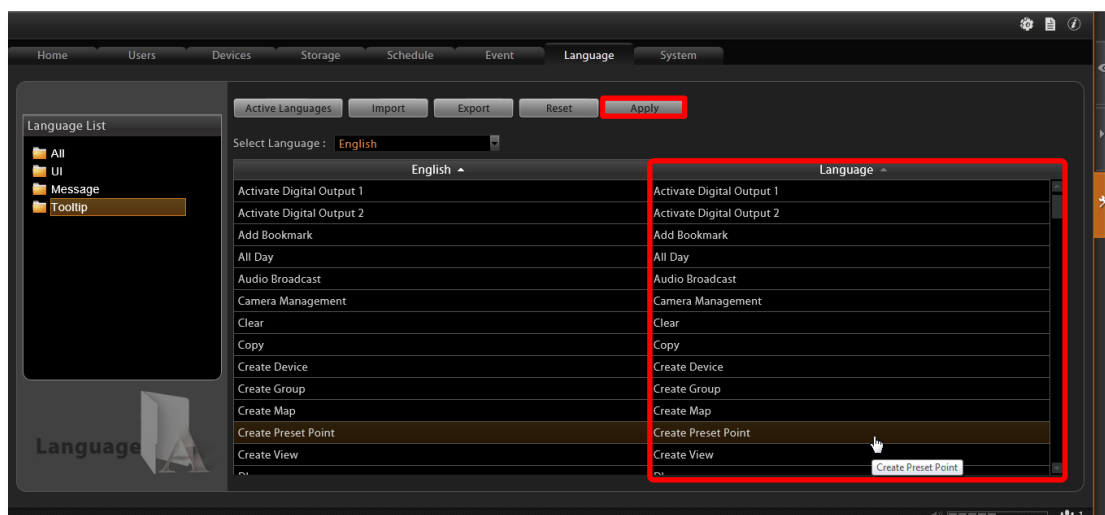 Home Users Devices Storage Schedule Event Language System
Active Languages Import Export Reset Apply
Language List
Select Language : English
All
UI
Message
Tooltip
English Language
Activate Digital Output 1 Activate Digital Output 1
Activate Digital Output 2 Activate Digital Output 2
Add Bookmark Add Bookmark
All Day All Day
Audio Broadcast Audio Broadcast
Camera Management Camera Management
Clear Clear
Copy Copy
Create Device Create Device
Create Group Create Group
Create Map Create Map
Create Preset Point Create Preset Point
Create View Create View
Create Preset Point
Language
1